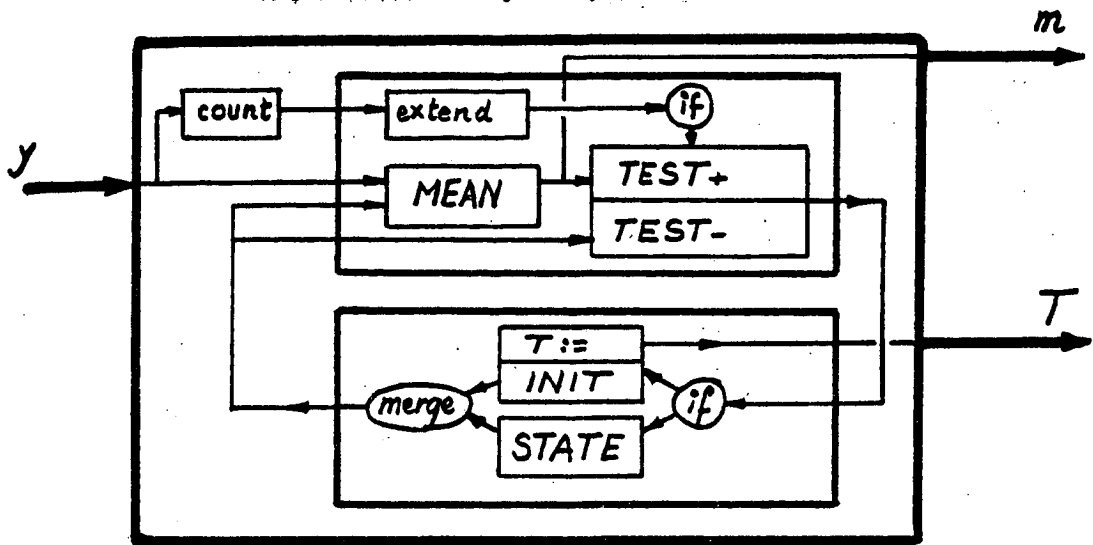 m
count
extend
if
y
MEAN
TEST+
TEST-
T
T :=
INIT
merge
if
STATE